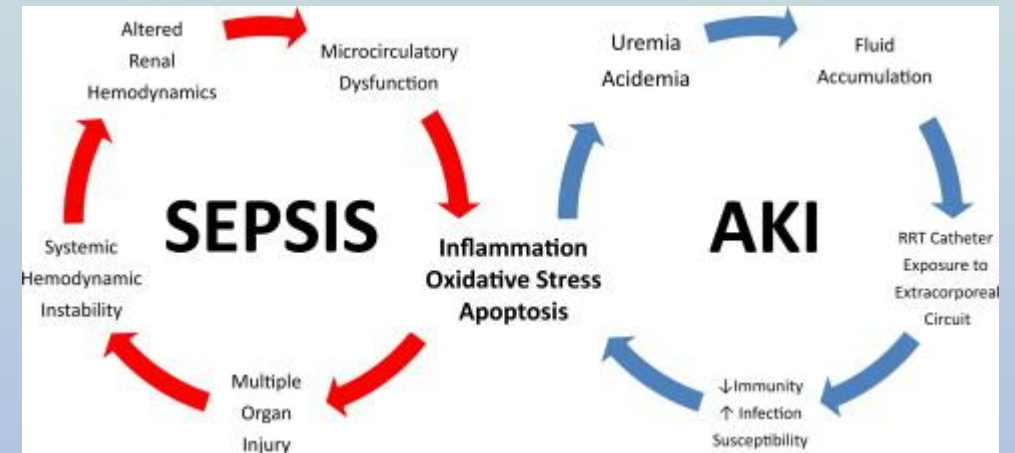 Altered
Renal
Hemodynamics
Microcirculatory
Dysfunction
SEPSIS
Systemic
Hemodynamic
Instability
Multiple
Organ
Injury
Inflammation
Oxidative Stress
Apoptosis
Uremia
Acidemia
Fluid
Accumulation
AKI
RRT Catheter
Exposure to
Extracorporeal
Circuit
↓Immunity
↑ Infection
Susceptibility